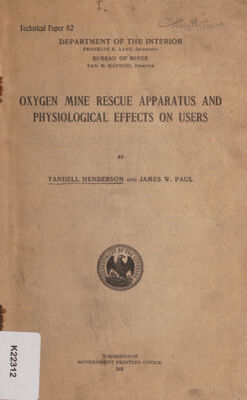 I.
Technical Paper 82
DEPARTMENT OF THE INTERIOR
FRANKLIN K. LANE, Secretary
BUREAU OF MINES
VAN. H. MANNING, Director
OXYGEN MINE RESCUE APPARATUS AND
PHYSIOLOGICAL EFFECTS ON USERS
BY
YANDELL HENDERSON AND JAMES W. PAUL
WASHINGTON
GOVERNMENT PRINTING OFFICE
K22312